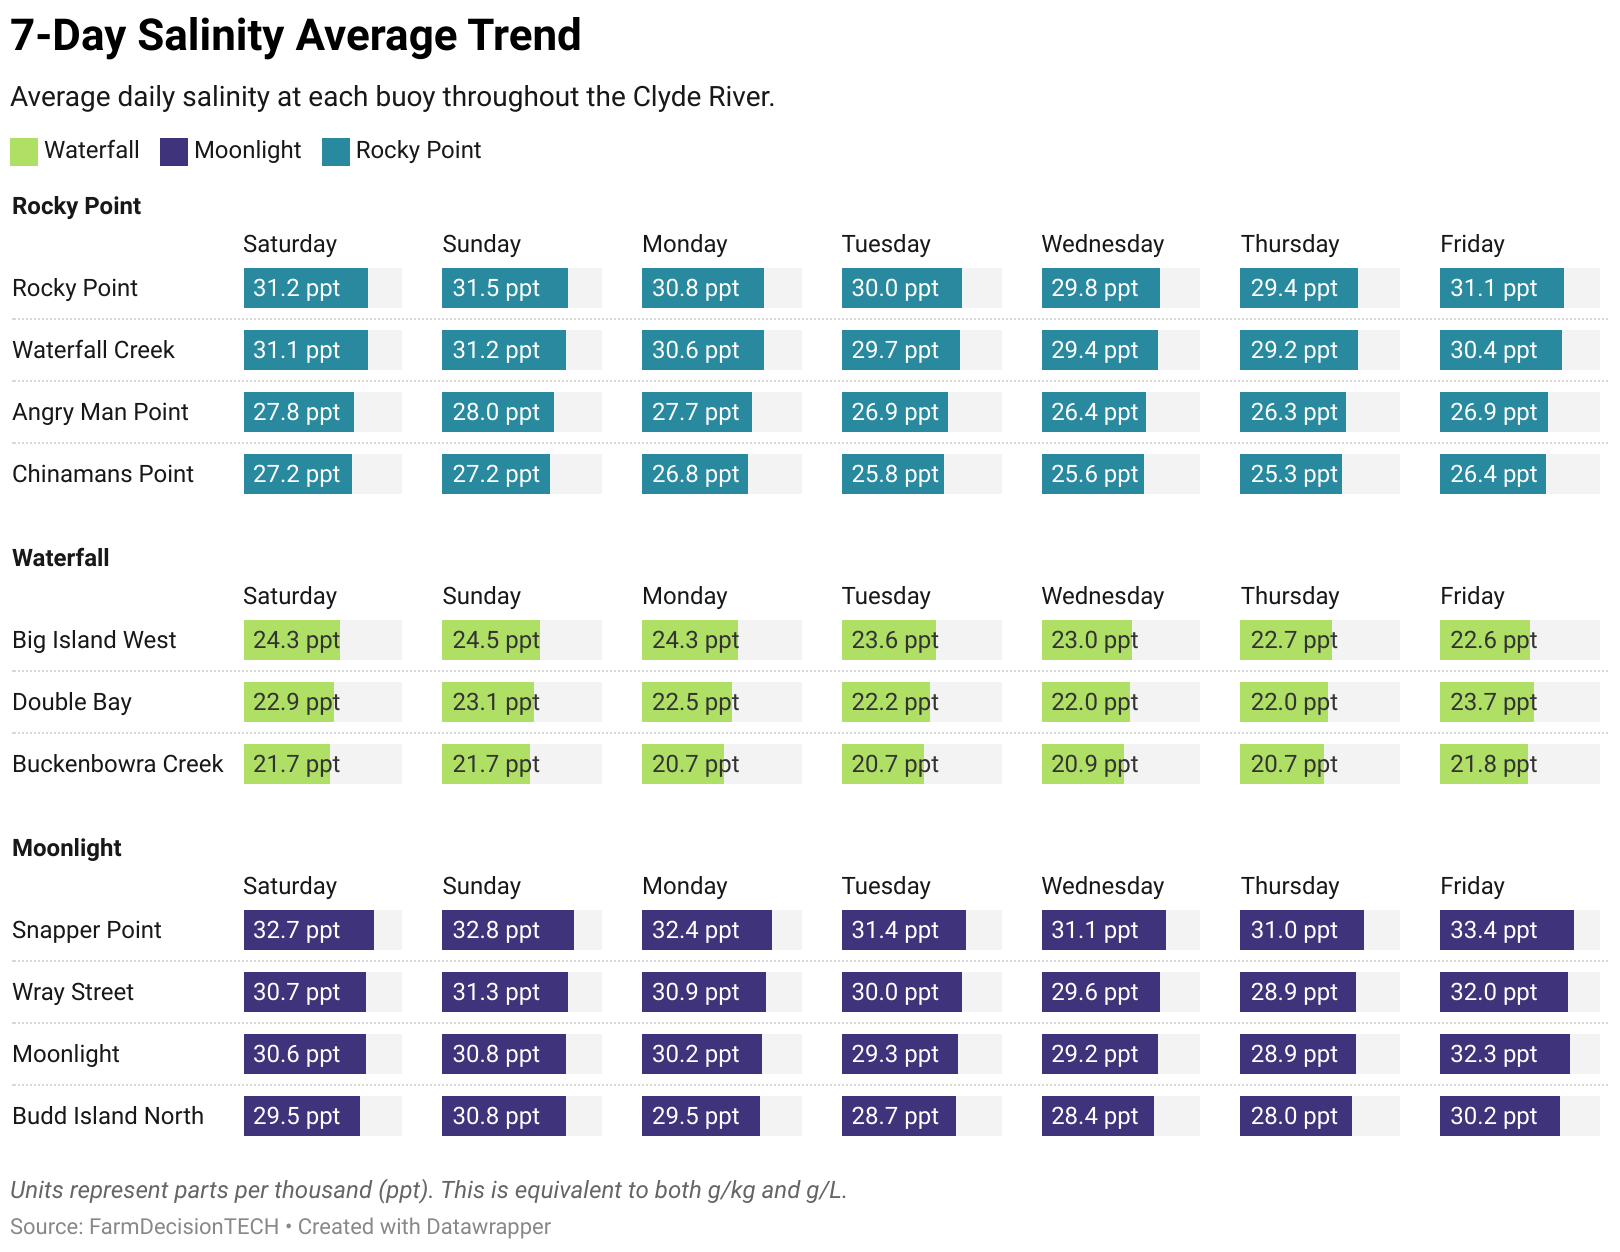 7-Day Salinity Average Trend
Average daily salinity at each buoy throughout the Clyde River.
Waterfall Moonlight Rocky Point
Rocky Point
Saturday Sunday Monday Tuesday Wednesday Thursday Friday
Rocky Point 31.2 ppt 31.5 ppt 30.8 ppt 30.0 ppt 29.8 ppt 29.4 ppt 31.1 ppt
Waterfall Creek 31.1 ppt 31.2 ppt 30.6 ppt 29.7 ppt 29.4 ppt 29.2 ppt 30.4 ppt
Angry Man Point 27.8 ppt 28.0 ppt 27.7 ppt 26.9 ppt 26.4 ppt 26.3 ppt 26.9 ppt
Chinamans Point 27.2 ppt 27.2 ppt 26.8 ppt 25.8 ppt 25.6 ppt 25.3 ppt 26.4 ppt
Waterfall
Saturday Sunday Monday Tuesday Wednesday Thursday Friday
Big Island West 24.3 ppt 24.5 ppt 24.3 ppt 23.6 ppt 23.0 ppt 22.7 ppt 22.6 ppt
Double Bay 22.9 ppt 23.1 ppt 22.5 ppt 22.2 ppt 22.0 ppt 22.0 ppt 23.7 ppt
Buckenbowra Creek 21.7 ppt 21.7 ppt 20.7 ppt 20.7 ppt 20.9 ppt 20.7 ppt 21.8 ppt
Moonlight
Saturday Sunday Monday Tuesday Wednesday Thursday Friday
Snapper Point 32.7 ppt 32.8 ppt 32.4 ppt 31.4 ppt 31.1 ppt 31.0 ppt 33.4 ppt
Wray Street 30.7 ppt 31.3 ppt 30.9 ppt 30.0 ppt 29.6 ppt 28.9 ppt 32.0 ppt
Moonlight 30.6 ppt 30.8 ppt 30.2 ppt 29.3 ppt 29.2 ppt 28.9 ppt 32.3 ppt
Budd Island North 29.5 ppt 30.8 ppt 29.5 ppt 28.7 ppt 28.4 ppt 28.0 ppt 30.2 ppt
Units represent parts per thousand (ppt). This is equivalent to both g/kg and g/L.
Source: FarmDecisionTECH • Created with Datawrapper